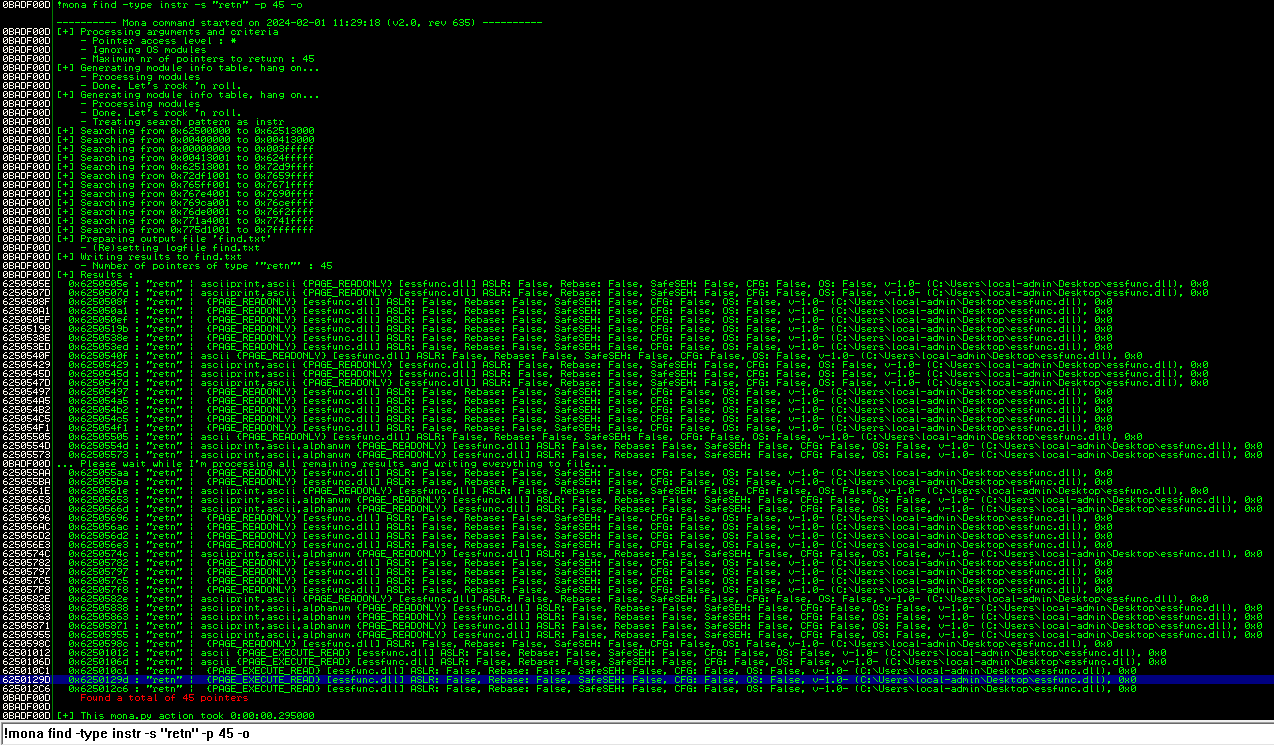 0BADF00D !mona find -type instr -s "retn" -p 45 -o
---------- Mona command started on 2024-02-01 11:29:18 (v2.0, rev 635) ----------
0BADF00D [+] Processing arguments and criteria
0BADF00D - Pointer access level : *
0BADF00D - Ignoring OS modules
0BADF00D - Maximum nr of pointers to return : 45
0BADF00D [+] Generating module info table, hang on...
0BADF00D - Processing modules
0BADF00D - Done. Let's rock 'n roll.
0BADF00D [+] Generating module info table, hang on...
0BADF00D - Processing modules
0BADF00D - Done. Let's rock 'n roll.
0BADF00D - Treating search pattern as instr
0BADF00D [+] Searching from 0x62500000 to 0x62513000
0BADF00D [+] Searching from 0x00400000 to 0x00413000
0BADF00D [+] Searching from 0x00000000 to 0x003fffff
0BADF00D [+] Searching from 0x00413001 to 0x624fffff
0BADF00D [+] Searching from 0x62513001 to 0x72d9ffff
0BADF00D [+] Searching from 0x72df1001 to 0x7659ffff
0BADF00D [+] Searching from 0x765ff001 to 0x7671ffff
0BADF00D [+] Searching from 0x767e4001 to 0x7690ffff
0BADF00D [+] Searching from 0x769ca001 to 0x76ceffff
0BADF00D [+] Searching from 0x76de0001 to 0x76f2ffff
0BADF00D [+] Searching from 0x771a4001 to 0x7741ffff
0BADF00D [+] Searching from 0x775d1001 to 0x7fffffff
0BADF00D [+] Preparing output file 'find.txt'
0BADF00D - (Re)setting logfile find.txt
0BADF00D [+] Writing results to find.txt
0BADF00D - Number of pointers of type '"retn"' : 45
0BADF00D [+] Results :
6250505E 0x6250505e : "retn" | asciiprint,ascii {PAGE_READONLY} [essfunc.dll] ASLR: False, Rebase: False, SafeSEH: False, CFG: False, OS: False, v-1.0- (C:\Users\local-admin\Desktop\essfunc.dll), 0x0
6250507D 0x6250507d : "retn" | asciiprint,ascii {PAGE_READONLY} [essfunc.dll] ASLR: False, Rebase: False, SafeSEH: False, CFG: False, OS: False, v-1.0- (C:\Users\local-admin\Desktop\essfunc.dll), 0x0
6250508F 0x6250508f : "retn" | {PAGE_READONLY} [essfunc.dll] ASLR: False, Rebase: False, SafeSEH: False, CFG: False, OS: False, v-1.0- (C:\Users\local-admin\Desktop\essfunc.dll), 0x0
625050A1 0x625050a1 : "retn" | {PAGE_READONLY} [essfunc.dll] ASLR: False, Rebase: False, SafeSEH: False, CFG: False, OS: False, v-1.0- (C:\Users\local-admin\Desktop\essfunc.dll), 0x0
625050EF 0x625050ef : "retn" | {PAGE_READONLY} [essfunc.dll] ASLR: False, Rebase: False, SafeSEH: False, CFG: False, OS: False, v-1.0- (C:\Users\local-admin\Desktop\essfunc.dll), 0x0
6250519B 0x6250519b : "retn" | {PAGE_READONLY} [essfunc.dll] ASLR: False, Rebase: False, SafeSEH: False, CFG: False, OS: False, v-1.0- (C:\Users\local-admin\Desktop\essfunc.dll), 0x0
6250538E 0x6250538e : "retn" | {PAGE_READONLY} [essfunc.dll] ASLR: False, Rebase: False, SafeSEH: False, CFG: False, OS: False, v-1.0- (C:\Users\local-admin\Desktop\essfunc.dll), 0x0
625053ED 0x625053ed : "retn" | {PAGE_READONLY} [essfunc.dll] ASLR: False, Rebase: False, SafeSEH: False, CFG: False, OS: False, v-1.0- (C:\Users\local-admin\Desktop\essfunc.dll), 0x0
6250540F 0x6250540f : "retn" | ascii {PAGE_READONLY} [essfunc.dll] ASLR: False, Rebase: False, SafeSEH: False, CFG: False, OS: False, v-1.0- (C:\Users\local-admin\Desktop\essfunc.dll), 0x0
62505429 0x62505429 : "retn" | asciiprint,ascii {PAGE_READONLY} [essfunc.dll] ASLR: False, Rebase: False, SafeSEH: False, CFG: False, OS: False, v-1.0- (C:\Users\local-admin\Desktop\essfunc.dll), 0x0
6250545D 0x6250545d : "retn" | asciiprint,ascii {PAGE_READONLY} [essfunc.dll] ASLR: False, Rebase: False, SafeSEH: False, CFG: False, OS: False, v-1.0- (C:\Users\local-admin\Desktop\essfunc.dll), 0x0
6250547D 0x6250547d : "retn" | asciiprint,ascii {PAGE_READONLY} [essfunc.dll] ASLR: False, Rebase: False, SafeSEH: False, CFG: False, OS: False, v-1.0- (C:\Users\local-admin\Desktop\essfunc.dll), 0x0
62505497 0x62505497 : "retn" | {PAGE_READONLY} [essfunc.dll] ASLR: False, Rebase: False, SafeSEH: False, CFG: False, OS: False, v-1.0- (C:\Users\local-admin\Desktop\essfunc.dll), 0x0
625054A5 0x625054a5 : "retn" | {PAGE_READONLY} [essfunc.dll] ASLR: False, Rebase: False, SafeSEH: False, CFG: False, OS: False, v-1.0- (C:\Users\local-admin\Desktop\essfunc.dll), 0x0
625054B2 0x625054b2 : "retn" | {PAGE_READONLY} [essfunc.dll] ASLR: False, Rebase: False, SafeSEH: False, CFG: False, OS: False, v-1.0- (C:\Users\local-admin\Desktop\essfunc.dll), 0x0
625054C5 0x625054c5 : "retn" | {PAGE_READONLY} [essfunc.dll] ASLR: False, Rebase: False, SafeSEH: False, CFG: False, OS: False, v-1.0- (C:\Users\local-admin\Desktop\essfunc.dll), 0x0
625054F1 0x625054f1 : "retn" | {PAGE_READONLY} [essfunc.dll] ASLR: False, Rebase: False, SafeSEH: False, CFG: False, OS: False, v-1.0- (C:\Users\local-admin\Desktop\essfunc.dll), 0x0
62505505 0x62505505 : "retn" | ascii {PAGE_READONLY} [essfunc.dll] ASLR: False, Rebase: False, SafeSEH: False, CFG: False, OS: False, v-1.0- (C:\Users\local-admin\Desktop\essfunc.dll), 0x0
6250554D 0x6250554d : "retn" | asciiprint,ascii,alphanum {PAGE_READONLY} [essfunc.dll] ASLR: False, Rebase: False, SafeSEH: False, CFG: False, OS: False, v-1.0- (C:\Users\local-admin\Desktop\essfunc.dll), 0x0
62505573 0x62505573 : "retn" | asciiprint,ascii,alphanum {PAGE_READONLY} [essfunc.dll] ASLR: False, Rebase: False, SafeSEH: False, CFG: False, OS: False, v-1.0- (C:\Users\local-admin\Desktop\essfunc.dll), 0x0
0BADF00D ... Please wait while I'm processing all remaining results and writing everything to file...
625055AA 0x625055aa : "retn" | {PAGE_READONLY} [essfunc.dll] ASLR: False, Rebase: False, SafeSEH: False, CFG: False, OS: False, v-1.0- (C:\Users\local-admin\Desktop\essfunc.dll), 0x0
625055BA 0x625055ba : "retn" | {PAGE_READONLY} [essfunc.dll] ASLR: False, Rebase: False, SafeSEH: False, CFG: False, OS: False, v-1.0- (C:\Users\local-admin\Desktop\essfunc.dll), 0x0
6250561E 0x6250561e : "retn" | asciiprint,ascii {PAGE_READONLY} [essfunc.dll] ASLR: False, Rebase: False, SafeSEH: False, CFG: False, OS: False, v-1.0- (C:\Users\local-admin\Desktop\essfunc.dll), 0x0
62505653 0x62505653 : "retn" | asciiprint,ascii,alphanum {PAGE_READONLY} [essfunc.dll] ASLR: False, Rebase: False, SafeSEH: False, CFG: False, OS: False, v-1.0- (C:\Users\local-admin\Desktop\essfunc.dll), 0x0
6250566D 0x6250566d : "retn" | asciiprint,ascii,alphanum {PAGE_READONLY} [essfunc.dll] ASLR: False, Rebase: False, SafeSEH: False, CFG: False, OS: False, v-1.0- (C:\Users\local-admin\Desktop\essfunc.dll), 0x0
62505696 0x62505696 : "retn" | {PAGE_READONLY} [essfunc.dll] ASLR: False, Rebase: False, SafeSEH: False, CFG: False, OS: False, v-1.0- (C:\Users\local-admin\Desktop\essfunc.dll), 0x0
625056AC 0x625056ac : "retn" | {PAGE_READONLY} [essfunc.dll] ASLR: False, Rebase: False, SafeSEH: False, CFG: False, OS: False, v-1.0- (C:\Users\local-admin\Desktop\essfunc.dll), 0x0
625056D2 0x625056d2 : "retn" | {PAGE_READONLY} [essfunc.dll] ASLR: False, Rebase: False, SafeSEH: False, CFG: False, OS: False, v-1.0- (C:\Users\local-admin\Desktop\essfunc.dll), 0x0
625056E3 0x625056e3 : "retn" | {PAGE_READONLY} [essfunc.dll] ASLR: False, Rebase: False, SafeSEH: False, CFG: False, OS: False, v-1.0- (C:\Users\local-admin\Desktop\essfunc.dll), 0x0
6250574C 0x6250574c : "retn" | asciiprint,ascii,alphanum {PAGE_READONLY} [essfunc.dll] ASLR: False, Rebase: False, SafeSEH: False, CFG: False, OS: False, v-1.0- (C:\Users\local-admin\Desktop\essfunc.dll), 0x0
62505782 0x62505782 : "retn" | {PAGE_READONLY} [essfunc.dll] ASLR: False, Rebase: False, SafeSEH: False, CFG: False, OS: False, v-1.0- (C:\Users\local-admin\Desktop\essfunc.dll), 0x0
62505797 0x62505797 : "retn" | {PAGE_READONLY} [essfunc.dll] ASLR: False, Rebase: False, SafeSEH: False, CFG: False, OS: False, v-1.0- (C:\Users\local-admin\Desktop\essfunc.dll), 0x0
625057C5 0x625057c5 : "retn" | {PAGE_READONLY} [essfunc.dll] ASLR: False, Rebase: False, SafeSEH: False, CFG: False, OS: False, v-1.0- (C:\Users\local-admin\Desktop\essfunc.dll), 0x0
625057F8 0x625057f8 : "retn" | {PAGE_READONLY} [essfunc.dll] ASLR: False, Rebase: False, SafeSEH: False, CFG: False, OS: False, v-1.0- (C:\Users\local-admin\Desktop\essfunc.dll), 0x0
6250582E 0x6250582e : "retn" | asciiprint,ascii {PAGE_READONLY} [essfunc.dll] ASLR: False, Rebase: False, SafeSEH: False, CFG: False, OS: False, v-1.0- (C:\Users\local-admin\Desktop\essfunc.dll), 0x0
62505838 0x62505838 : "retn" | asciiprint,ascii,alphanum {PAGE_READONLY} [essfunc.dll] ASLR: False, Rebase: False, SafeSEH: False, CFG: False, OS: False, v-1.0- (C:\Users\local-admin\Desktop\essfunc.dll), 0x0
62505863 0x62505863 : "retn" | asciiprint,ascii,alphanum {PAGE_READONLY} [essfunc.dll] ASLR: False, Rebase: False, SafeSEH: False, CFG: False, OS: False, v-1.0- (C:\Users\local-admin\Desktop\essfunc.dll), 0x0
62505871 0x62505871 : "retn" | asciiprint,ascii,alphanum {PAGE_READONLY} [essfunc.dll] ASLR: False, Rebase: False, SafeSEH: False, CFG: False, OS: False, v-1.0- (C:\Users\local-admin\Desktop\essfunc.dll), 0x0
62505955 0x62505955 : "retn" | asciiprint,ascii,alphanum {PAGE_READONLY} [essfunc.dll] ASLR: False, Rebase: False, SafeSEH: False, CFG: False, OS: False, v-1.0- (C:\Users\local-admin\Desktop\essfunc.dll), 0x0
6250598C 0x6250598c : "retn" | {PAGE_READONLY} [essfunc.dll] ASLR: False, Rebase: False, SafeSEH: False, CFG: False, OS: False, v-1.0- (C:\Users\local-admin\Desktop\essfunc.dll), 0x0
62501012 0x62501012 : "retn" | ascii {PAGE_EXECUTE_READ} [essfunc.dll] ASLR: False, Rebase: False, SafeSEH: False, CFG: False, OS: False, v-1.0- (C:\Users\local-admin\Desktop\essfunc.dll), 0x0
6250106D 0x6250106d : "retn" | ascii {PAGE_EXECUTE_READ} [essfunc.dll] ASLR: False, Rebase: False, SafeSEH: False, CFG: False, OS: False, v-1.0- (C:\Users\local-admin\Desktop\essfunc.dll), 0x0
625010C1 0x625010c1 : "retn" | {PAGE_EXECUTE_READ} [essfunc.dll] ASLR: False, Rebase: False, SafeSEH: False, CFG: False, OS: False, v-1.0- (C:\Users\local-admin\Desktop\essfunc.dll), 0x0
6250129D 0x6250129d : "retn" | {PAGE_EXECUTE_READ} [essfunc.dll] ASLR: False, Rebase: False, SafeSEH: False, CFG: False, OS: False, v-1.0- (C:\Users\local-admin\Desktop\essfunc.dll), 0x0
625012C6 0x625012c6 : "retn" | {PAGE_EXECUTE_READ} [essfunc.dll] ASLR: False, Rebase: False, SafeSEH: False, CFG: False, OS: False, v-1.0- (C:\Users\local-admin\Desktop\essfunc.dll), 0x0
0BADF00D Found a total of 45 pointers
0BADF00D
0BADF00D [+] This mona.py action took 0:00:00.295000
!mona find -type instr -s "retn" -p 45 -o